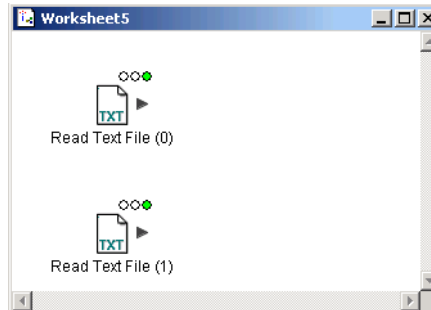 Worksheet5
TXT
Read Text File (0)
TXT
Read Text File (1)